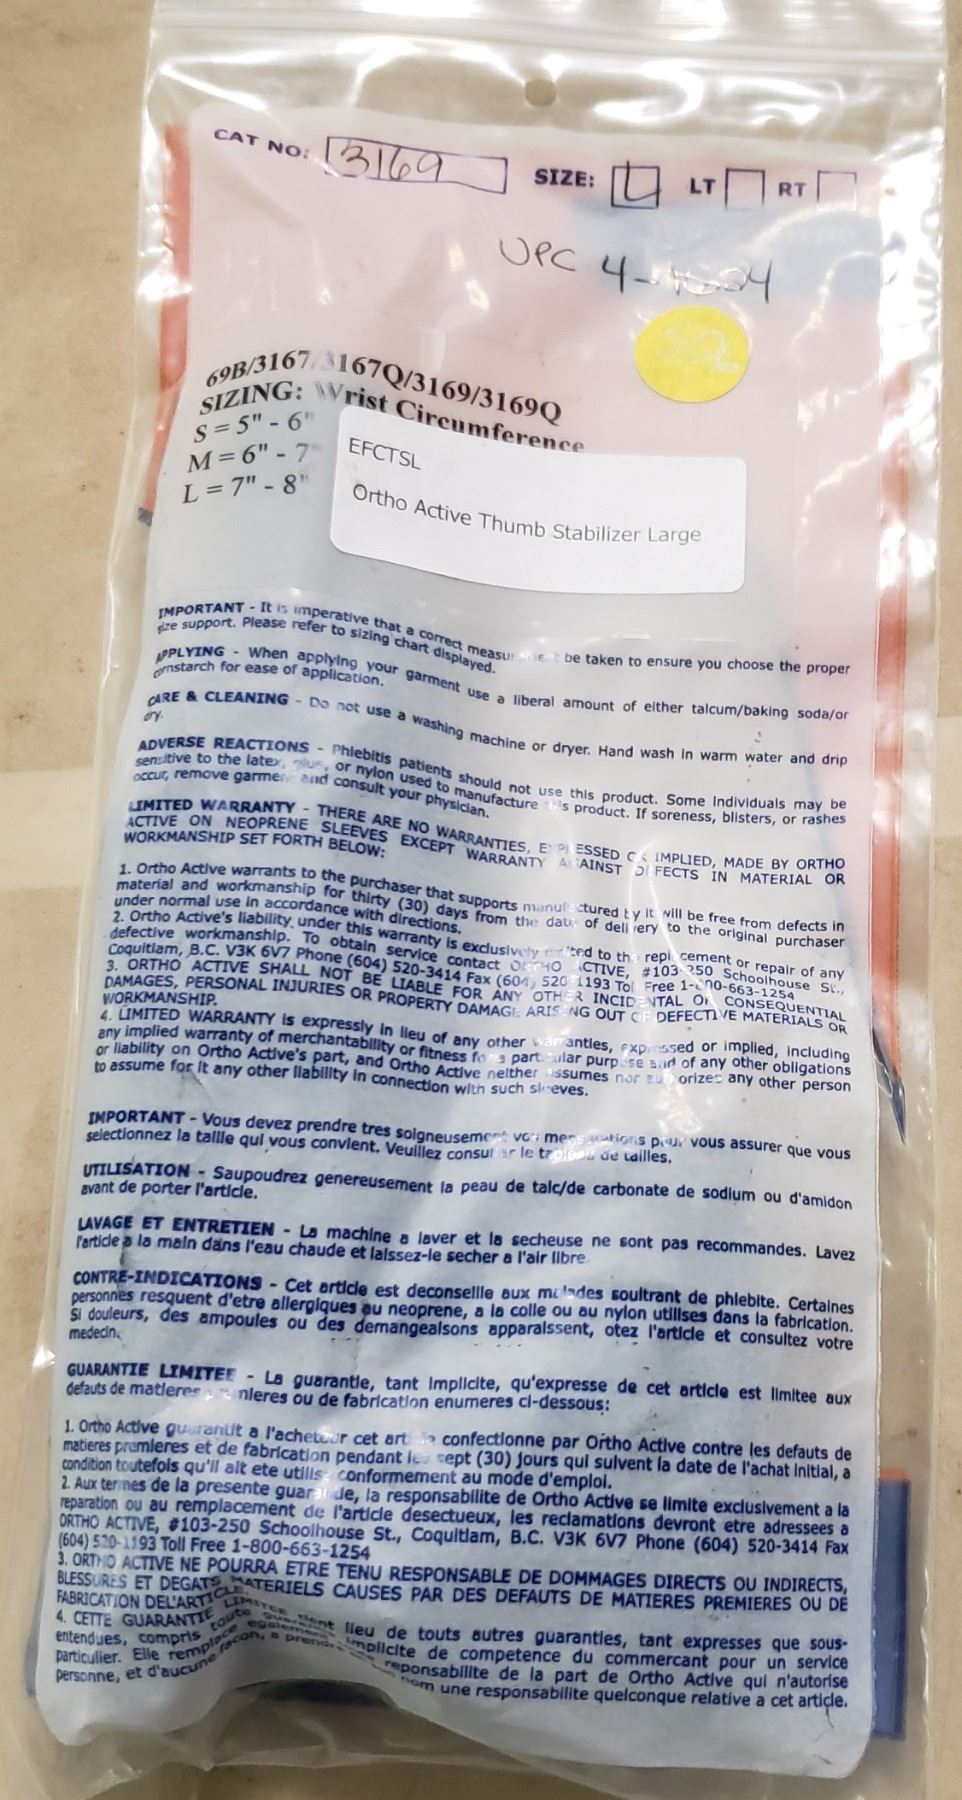 CAT NO: 3169 SIZE: L LT RT
UPC
69B/3167/3167Q/3169/3169Q
SIZING: Wrist Circumference
S = 5" - 6"
M = 6" - 7"
L = 7" - 8"
EFCTSL
Ortho Active Thumb Stabilizer Large
IMPORTANT - It is imperative that a correct measurement be taken to ensure you choose the proper
size support. Please refer to sizing chart displayed.
APPLYING - When applying your garment use a liberal amount of either talcum/baking soda/or
cornstarch for ease of application.
CARE & CLEANING - Do not use a washing machine or dryer. Hand wash in warm water and drip
dry.
ADVERSE REACTIONS - Phlebitis patients should not use this product. Some individuals may be
sensitive to the latex, glue, or nylon used to manufacture this product. If soreness, blisters, or rashes
occur, remove garment and consult your physician.
LIMITED WARRANTY - THERE ARE NO WARRANTIES, EXPRESSED OR IMPLIED, MADE BY ORTHO
ACTIVE ON NEOPRENE SLEEVES EXCEPT WARRANTY AGAINST DEFECTS IN MATERIAL OR
WORKMANSHIP SET FORTH BELOW:
1. Ortho Active warrants to the purchaser that supports manufactured by it will be free from defects in
material and workmanship for thirty (30) days from the date of delivery to the original purchaser
under normal use in accordance with directions.
2. Ortho Active's liability under this warranty is exclusively limited to the replacement or repair of any
defective workmanship. To obtain service contact ORTHO ACTIVE, #103-250 Schoolhouse St.,
Coquitlam, B.C. V3K 6V7 Phone (604) 520-3414 Fax (604) 520-1193 Toll Free 1-800-663-1254
3. ORTHO ACTIVE SHALL NOT BE LIABLE FOR ANY OTHER INCIDENTAL OR CONSEQUENTIAL
DAMAGES, PERSONAL INJURIES OR PROPERTY DAMAGE ARISING OUT OF DEFECTIVE MATERIALS OR
WORKMANSHIP.
4. LIMITED WARRANTY is expressly in lieu of any other warranties, expressed or implied, including
any implied warranty of merchantability or fitness for a particular purpose and of any other obligations
or liability on Ortho Active's part, and Ortho Active neither assumes nor authorizes any other person
to assume for it any other liability in connection with such sleeves.
IMPORTANT - Vous devez prendre tres soigneusement vos mensurations pour vous assurer que vous
selectionnez la taille qui vous convient. Veuillez consulter le tableau de tailles.
UTILISATION - Saupoudrez genereusement la peau de talc/de carbonate de sodium ou d'amidon
avant de porter l'article.
LAVAGE ET ENTRETIEN - La machine a laver et la secheuse ne sont pas recommandes. Lavez
l'article a la main dans l'eau chaude et laissez-le secher a l'air libre
CONTRE-INDICATIONS - Cet article est deconseille aux malades soultrant de phlebite. Certaines
personnes resquent d'etre allergiques au neoprene, a la colle ou au nylon utilises dans la fabrication.
Si douleurs, des ampoules ou des demangeaisons apparaissent, otez l'article et consultez votre
medecin.
GUARANTIE LIMITEE - La guarantie, tant implicite, qu'expresse de cet article est limitee aux
defauts de matieres premieres ou de fabrication enumeres ci-dessous:
1. Ortho Active guarantit a l'acheteur cet article confectionne par Ortho Active contre les defauts de
matieres premieres et de fabrication pendant les sept (30) jours qui suivent la date de l'achat initial, a
condition toutefois qu'il ait ete utilise conformement au mode d'emploi.
2. Aux termes de la presente guarantie, la responsabilite de Ortho Active se limite exclusivement a la
reparation ou au remplacement de l'article desectueux, les reclamations devront etre adressees a
ORTHO ACTIVE, #103-250 Schoolhouse St., Coquitlam, B.C. V3K 6V7 Phone (604) 520-3414 Fax
(604) 520-1193 Toll Free 1-800-663-1254
3. ORTHO ACTIVE NE POURRA ETRE TENU RESPONSABLE DE DOMMAGES DIRECTS OU INDIRECTS,
BLESSURES ET DEGATS MATERIELS CAUSES PAR DES DEFAUTS DE MATIERES PREMIERES OU DE
FABRICATION DEL'ARTICLE.
4. CETTE GUARANTIE LIMITEE tient lieu de touts autres guaranties, tant expresses que sous-
entendues, compris toute guarantie implicite de competence du commercant pour un service
particulier. Elle remplace egalement reponsabilite de la part de Ortho Active qui n'autorise
personne, et d'aucune facon, a prendre nom une responsabilite quelconque relative a cet article.